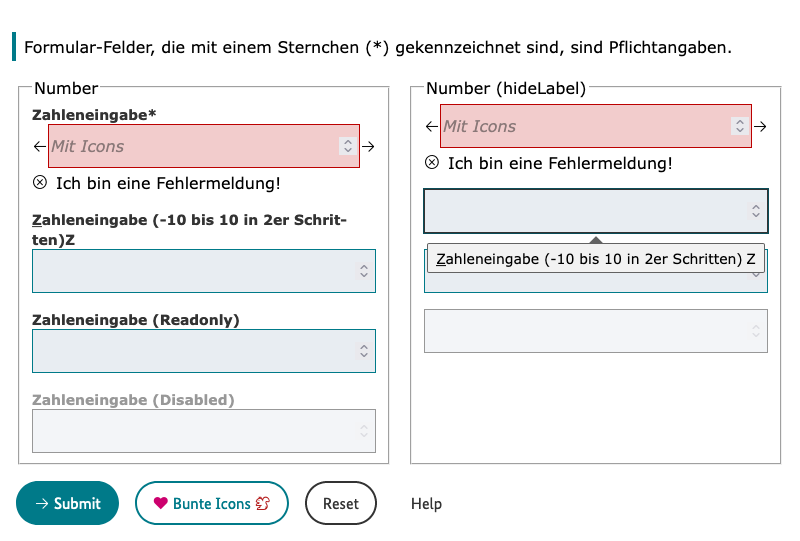 Formular-Felder, die mit einem Sternchen (*) gekennzeichnet sind, sind Pflichtangaben.
Number
Zahleneingabe*
Mit Icons
Ich bin eine Fehlermeldung!
Zahleneingabe (-10 bis 10 in 2er Schrit-
ten)Z
Zahleneingabe (Readonly)
Zahleneingabe (Disabled)
Number (hideLabel)
Mit Icons
Ich bin eine Fehlermeldung!
Zahleneingabe (-10 bis 10 in 2er Schritten) Z
Submit
Bunte Icons
Reset
Help